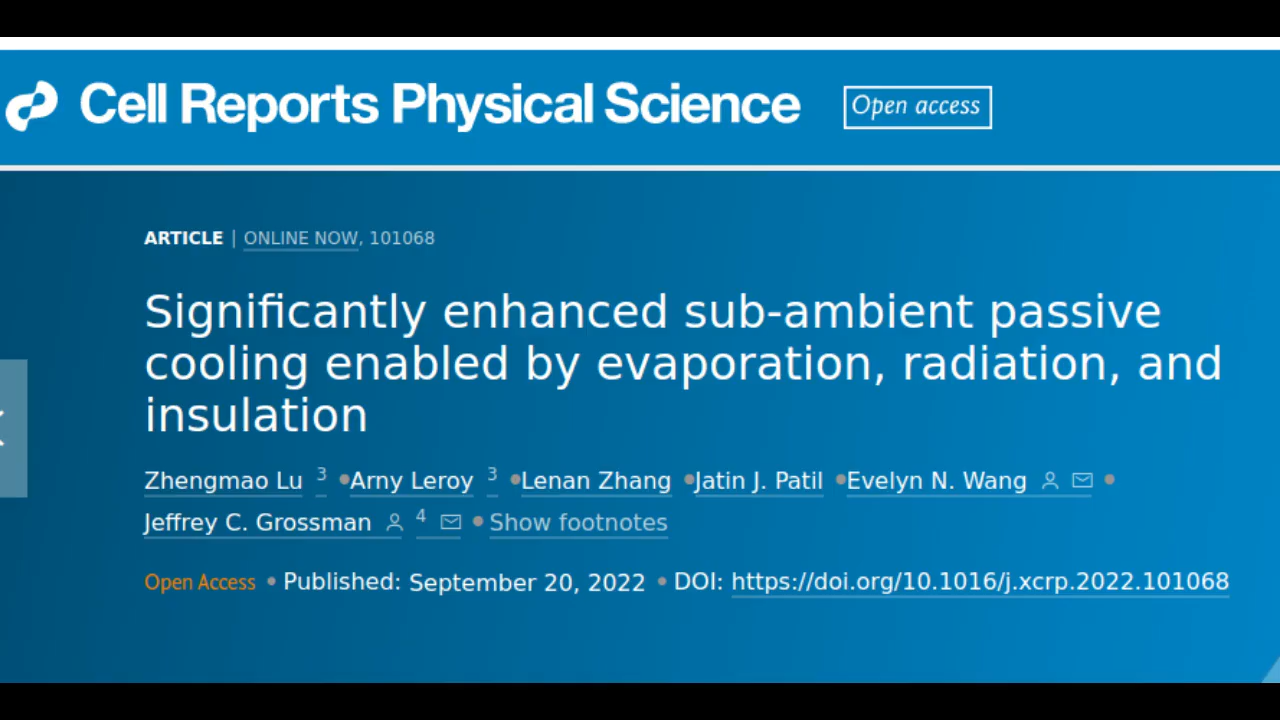 Cell Reports Physical Science Open access
ARTICLE | ONLINE NOW, 101068
Significantly enhanced sub-ambient passive
cooling enabled by evaporation, radiation, and
insulation
Zhengmao Lu 3 • Arny Leroy 3 • Lenan Zhang • Jatin J. Patil • Evelyn N. Wang •
Jeffrey C. Grossman 4 • Show footnotes
Open Access • Published: September 20, 2022 • DOI: https://doi.org/10.1016/j.xcrp.2022.101068